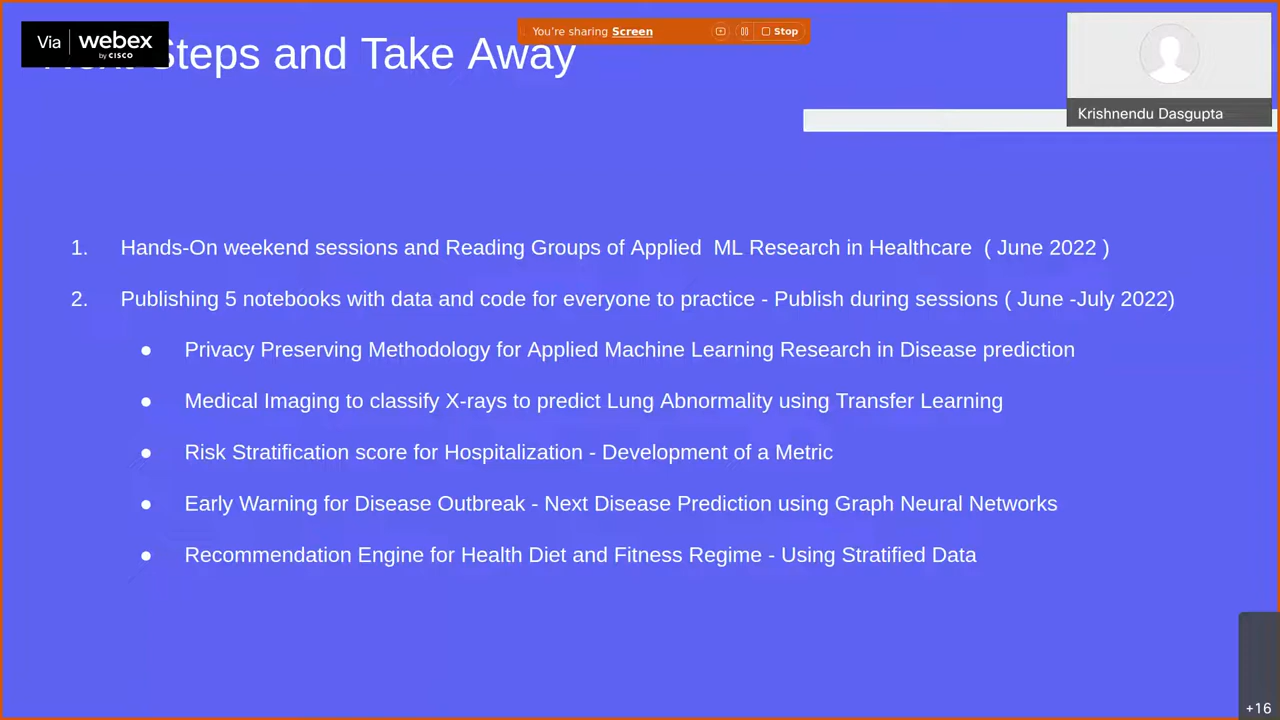 Via webex
by CISCO
You're sharing Screen
Stop
Steps and Take Away
Krishnendu Dasgupta
1. Hands-On weekend sessions and Reading Groups of Applied ML Research in Healthcare ( June 2022 )
2. Publishing 5 notebooks with data and code for everyone to practice - Publish during sessions ( June -July 2022)
● Privacy Preserving Methodology for Applied Machine Learning Research in Disease prediction
● Medical Imaging to classify X-rays to predict Lung Abnormality using Transfer Learning
● Risk Stratification score for Hospitalization - Development of a Metric
● Early Warning for Disease Outbreak - Next Disease Prediction using Graph Neural Networks
● Recommendation Engine for Health Diet and Fitness Regime - Using Stratified Data
+16